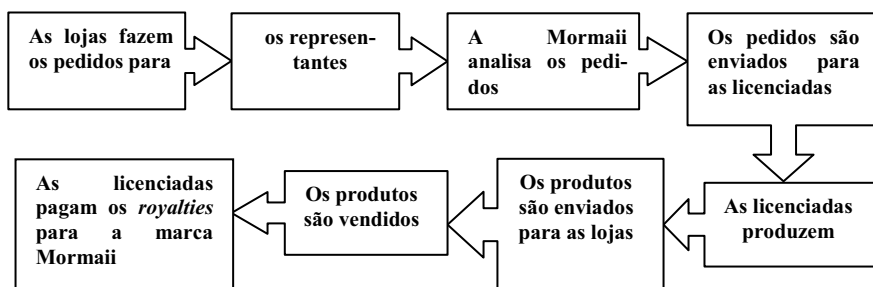 As lojas fazem
os pedidos para
os represen-
tantes
A Mormaii
analisa
os pedi-
dos
Os pedidos são
enviados para
as licenciadas
As licenciadas
produzem
Os produtos
são enviados
para as lojas
Os produtos
são vendidos
As licenciadas
pagam os royalties
para a marca
Mormaii